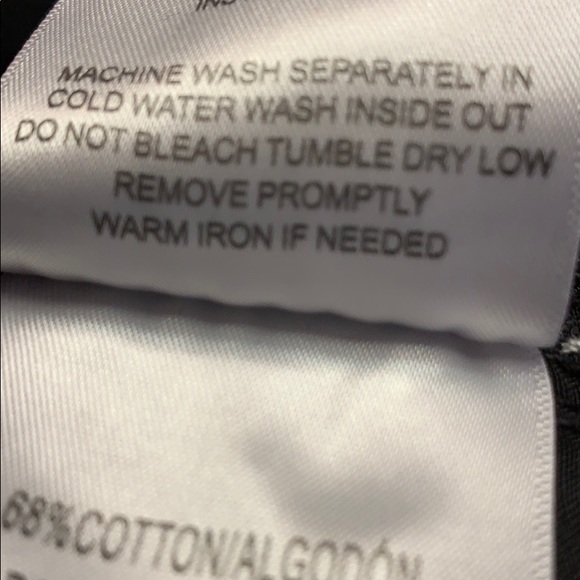 MACHINE WASH SEPARATELY IN
COLD WATER WASH INSIDE OUT
DO NOT BLEACH TUMBLE DRY LOW
REMOVE PROMPTLY
WARM IRON IF NEEDED
68%COTTON/ALGODÓN